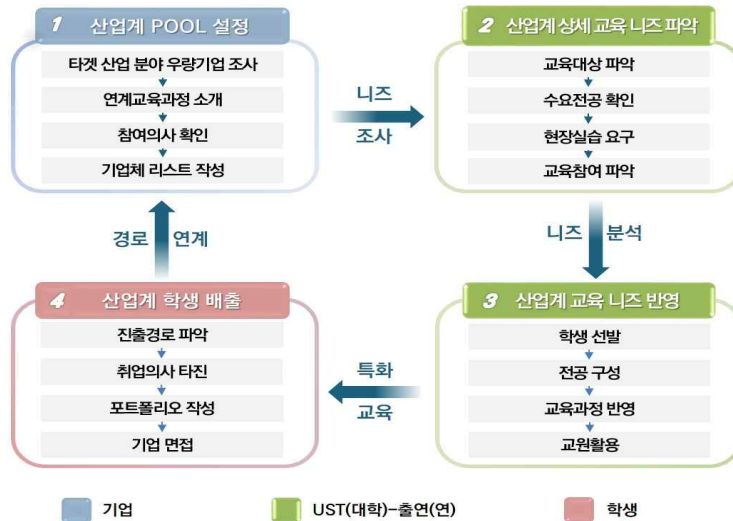 1 산업계 POOL 설정
타겟 산업 분야 우량기업 조사
연계교육과정 소개
참여의사 확인
기업체 리스트 작성
니즈
조사
2 산업계 상세 교육 니즈 파악
교육대상 파악
수요전공 확인
현장실습 요구
교육참여 파악
니즈 분석
3 산업계 교육 니즈 반영
학생 선발
전공 구성
교육과정 반영
교원활용
특화
교육
4 산업계 학생 배출
진출경로 파악
취업의사 타진
포트폴리오 작성
기업 면접
경로 연계
기업
UST(대학)-출연(연)
학생